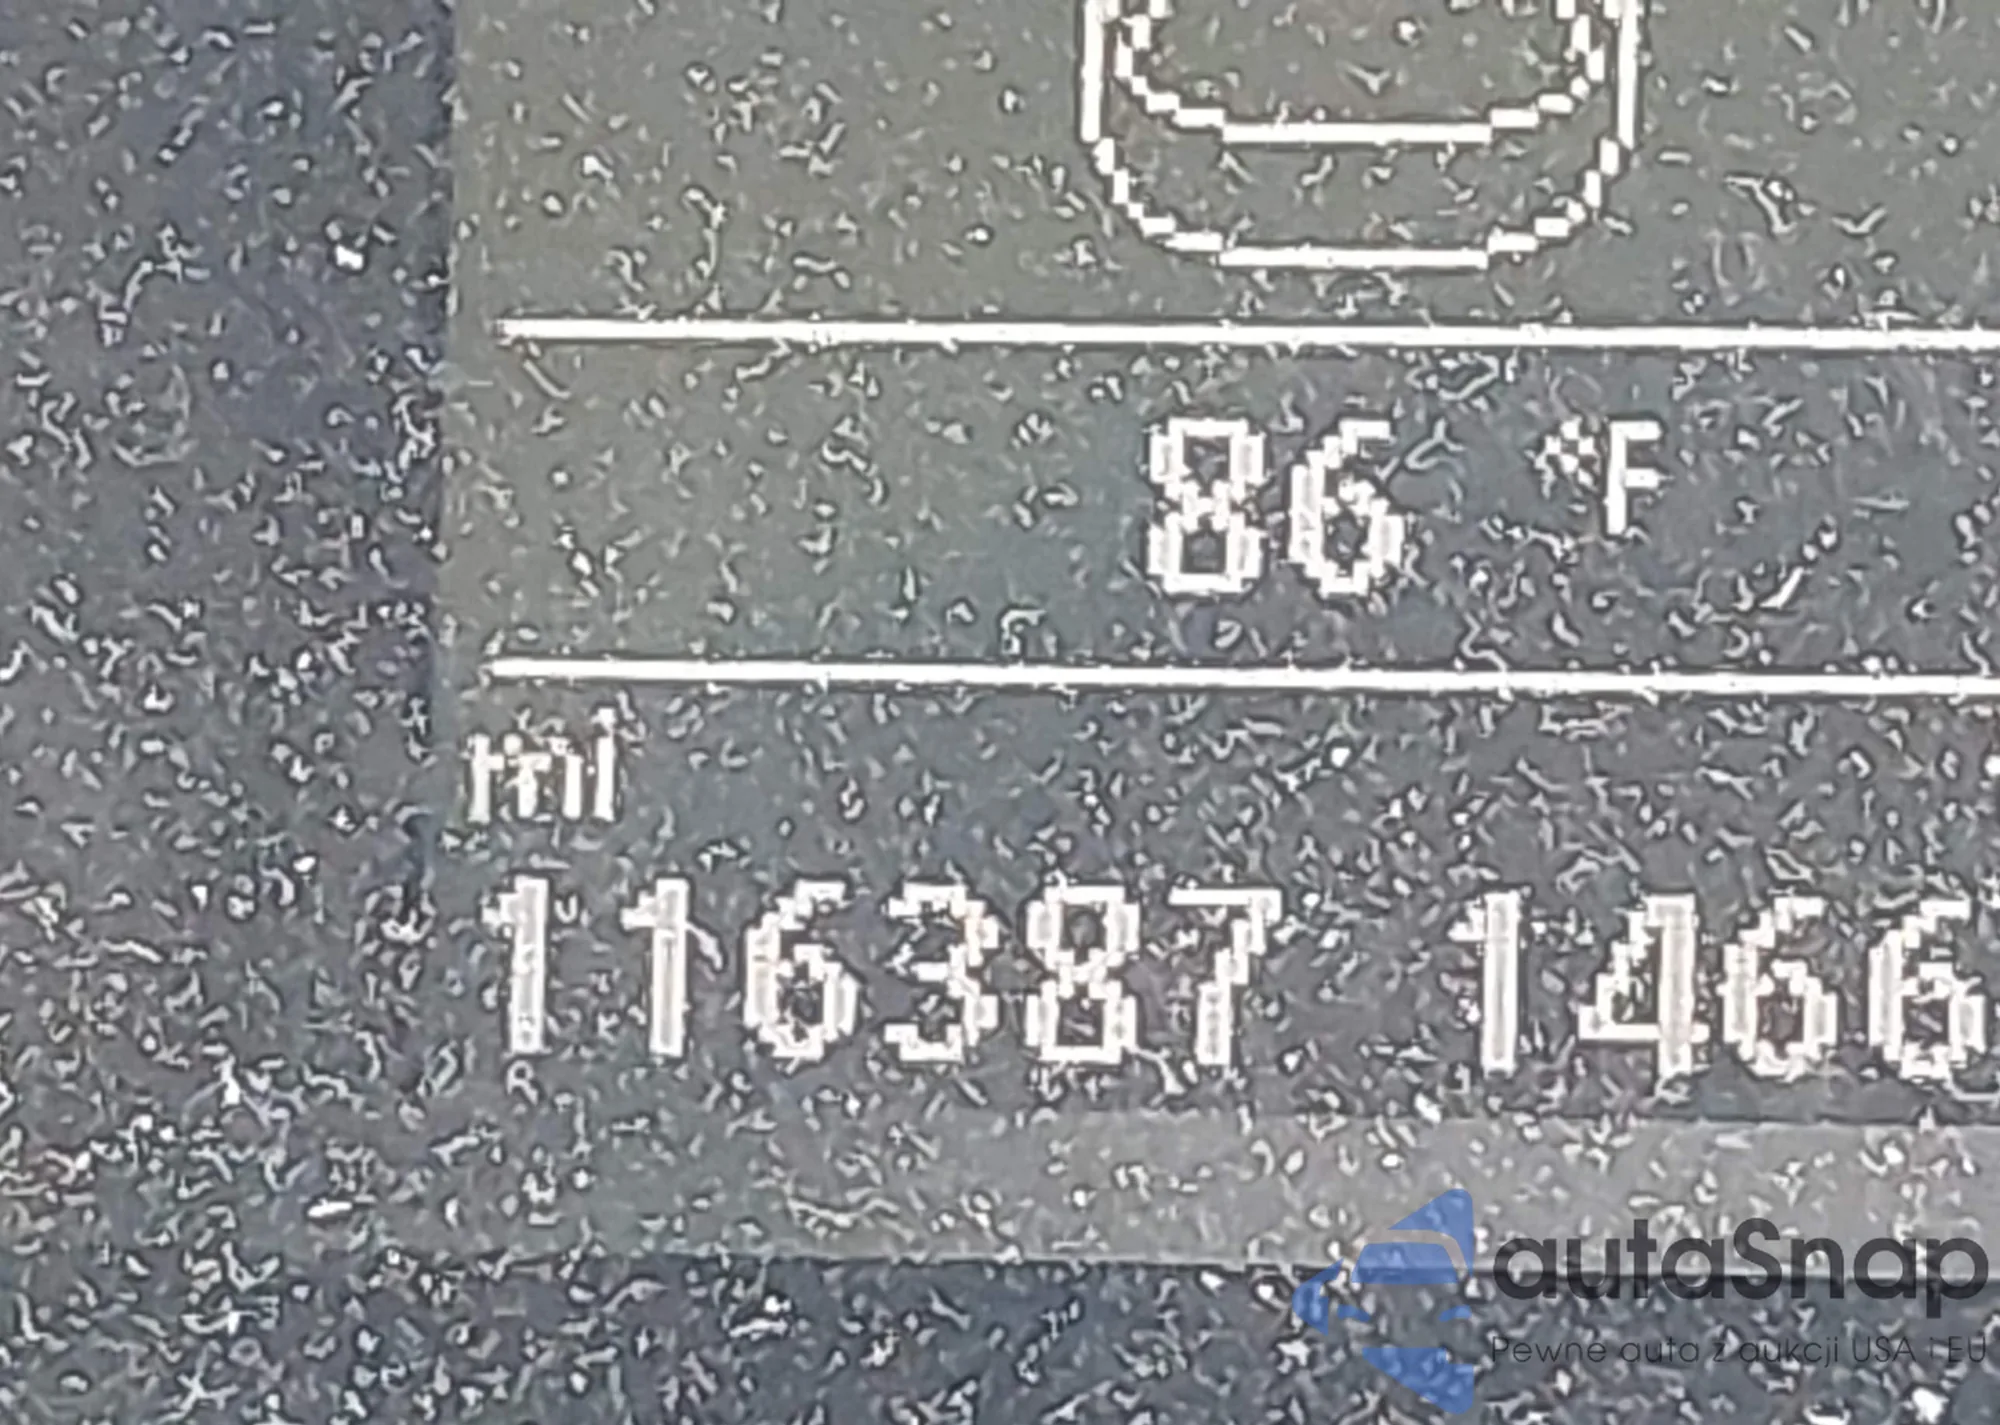 86 °F
mi
116387 1466
autaSnap
Pewne auta z aukcji USA i EU